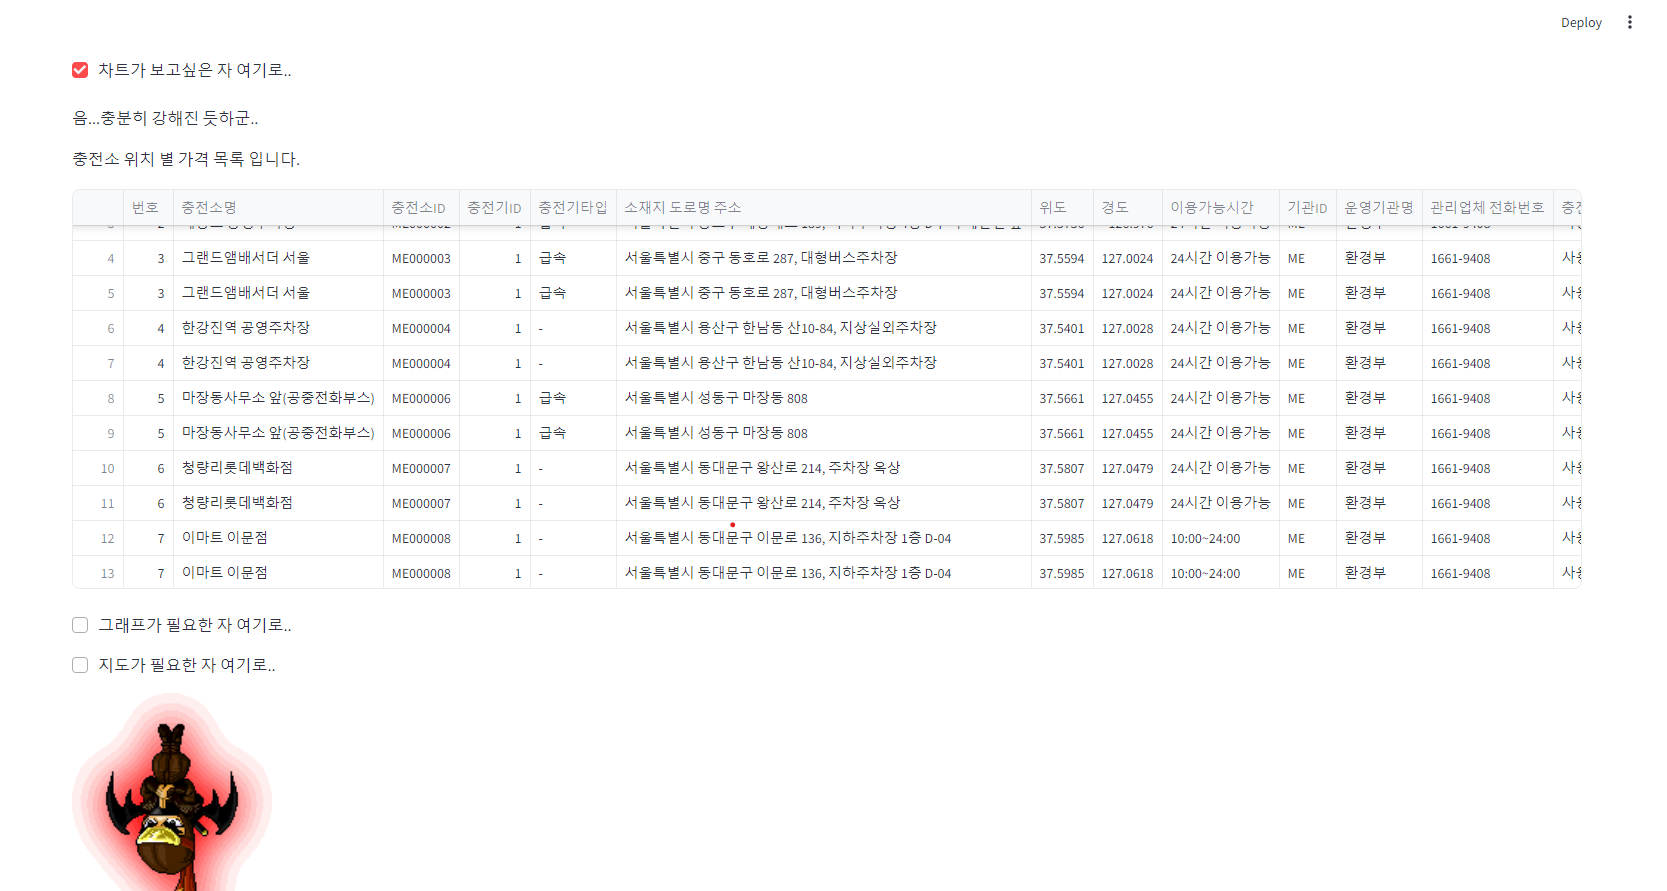 Deploy
차트가 보고싶은 자 여기로..
음...충분히 강해진 듯하군..
충전소 위치 별 가격 목록 입니다.
번호 충전소명 충전소ID 충전기ID 충전기타입 소재지 도로명 주소 위도 경도 이용가능시간 기관ID 운영기관명 관리업체 전화번호
4 3 그랜드앰배서더 서울 ME000003 1 급속 서울특별시 중구 동호로 287, 대형버스주차장 37.5594 127.0024 24시간 이용가능 ME 환경부 1661-9408
5 3 그랜드앰배서더 서울 ME000003 1 급속 서울특별시 중구 동호로 287, 대형버스주차장 37.5594 127.0024 24시간 이용가능 ME 환경부 1661-9408
6 4 한강진역 공영주차장 ME000004 1 - 서울특별시 용산구 한남동 산10-84, 지상실외주차장 37.5401 127.0028 24시간 이용가능 ME 환경부 1661-9408
7 4 한강진역 공영주차장 ME000004 1 - 서울특별시 용산구 한남동 산10-84, 지상실외주차장 37.5401 127.0028 24시간 이용가능 ME 환경부 1661-9408
8 5 마장동사무소 앞(공중전화부스) ME000006 1 급속 서울특별시 성동구 마장동 808 37.5661 127.0455 24시간 이용가능 ME 환경부 1661-9408
9 5 마장동사무소 앞(공중전화부스) ME000006 1 급속 서울특별시 성동구 마장동 808 37.5661 127.0455 24시간 이용가능 ME 환경부 1661-9408
10 6 청량리롯데백화점 ME000007 1 - 서울특별시 동대문구 왕산로 214, 주차장 옥상 37.5807 127.0479 24시간 이용가능 ME 환경부 1661-9408
11 6 청량리롯데백화점 ME000007 1 - 서울특별시 동대문구 왕산로 214, 주차장 옥상 37.5807 127.0479 24시간 이용가능 ME 환경부 1661-9408
12 7 이마트 이문점 ME000008 1 - 서울특별시 동대문구 이문로 136, 지하주차장 1층 D-04 37.5985 127.0618 10:00~24:00 ME 환경부 1661-9408
13 7 이마트 이문점 ME000008 1 - 서울특별시 동대문구 이문로 136, 지하주차장 1층 D-04 37.5985 127.0618 10:00~24:00 ME 환경부 1661-9408
그래프가 필요한 자 여기로..
지도가 필요한 자 여기로..